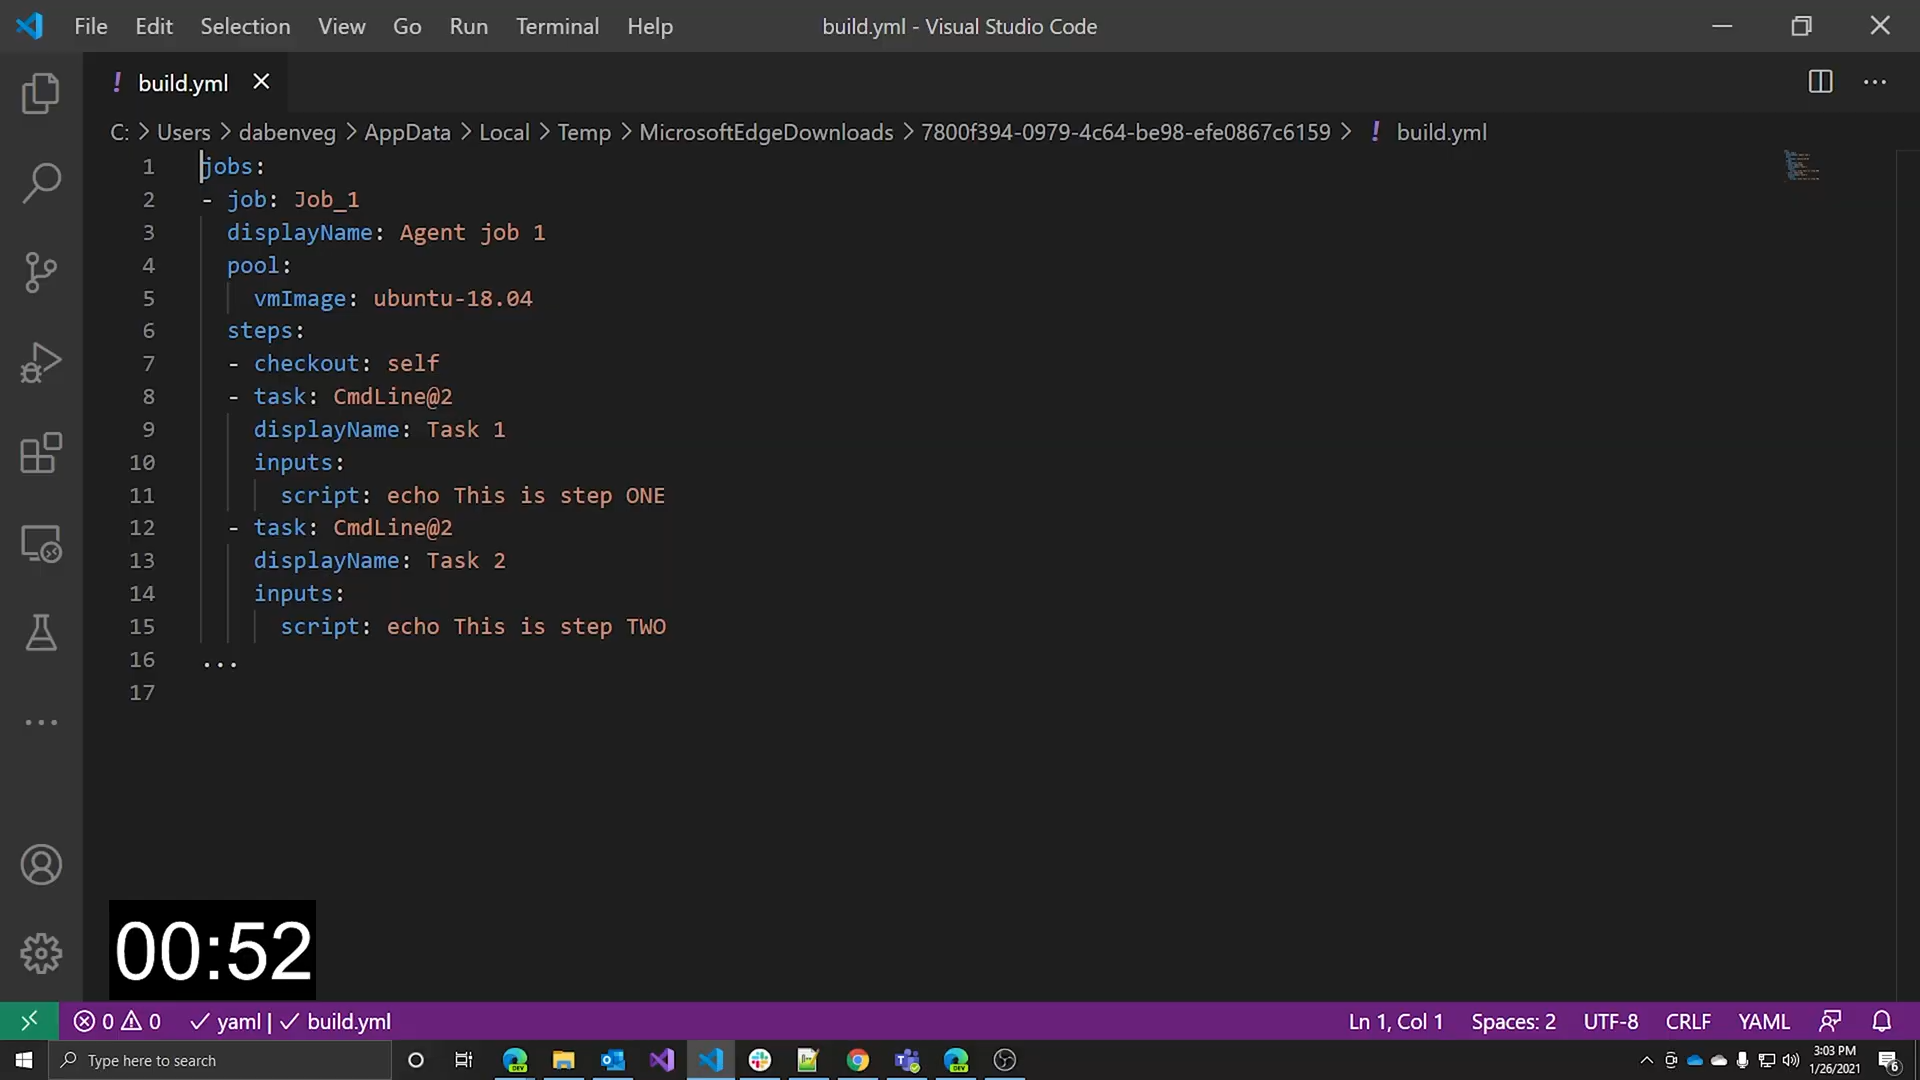 File Edit Selection View Go Run Terminal Help build.yml - Visual Studio Code
! build.yml
C: > Users > dabenveg > AppData > Local > Temp > MicrosoftEdgeDownloads > 7800f394-0979-4c64-be98-efe0867c6159 > ! build.yml
1 jobs:
2 - job: Job_1
3 displayName: Agent job 1
4 pool:
5 vmImage: ubuntu-18.04
6 steps:
7 - checkout: self
8 - task: CmdLine@2
9 displayName: Task 1
10 inputs:
11 script: echo This is step ONE
12 - task: CmdLine@2
13 displayName: Task 2
14 inputs:
15 script: echo This is step TWO
16 ...
17
00:52
0 0 yaml | build.yml Ln 1, Col 1 Spaces: 2 UTF-8 CRLF YAML
Type here to search
3:03 PM
1/26/2021
6